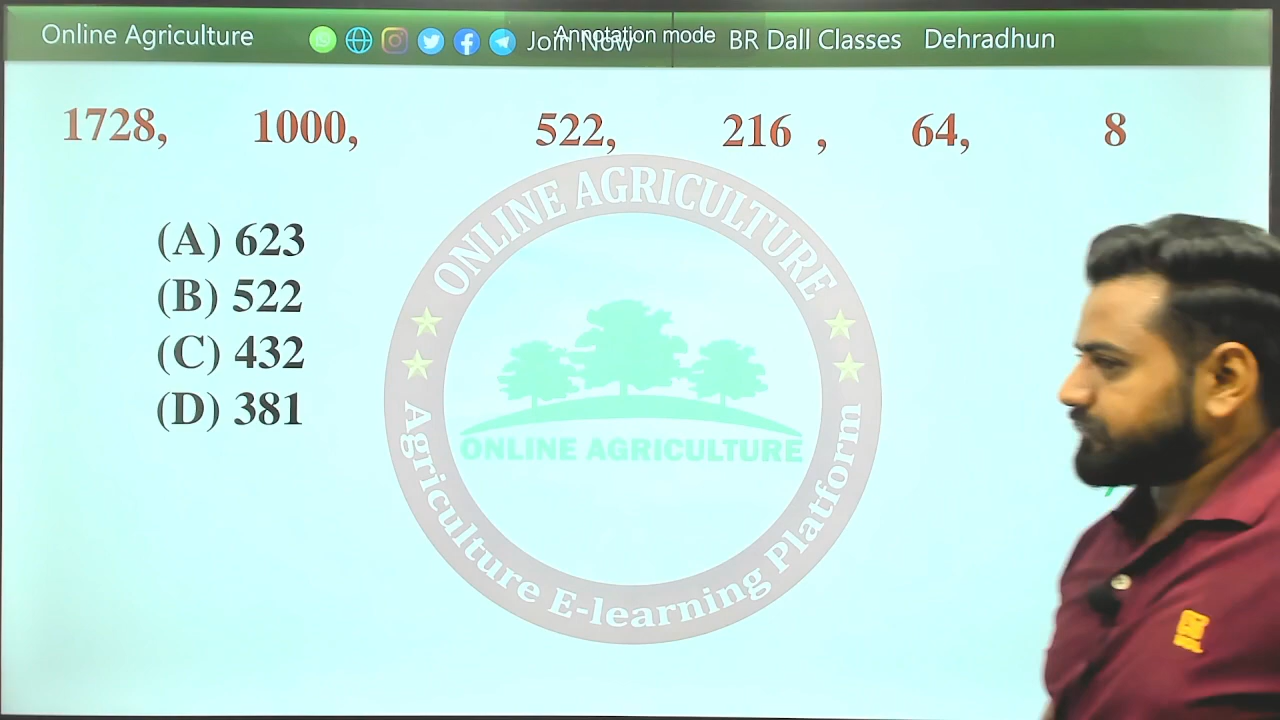 Online Agriculture Join Now BR Dall Classes Dehradhun
Annotation mode
1728, 1000, 522, 216 , 64, 8
(A) 623
(B) 522
(C) 432
(D) 381
ONLINE AGRICULTURE
ONLINE AGRICULTURE
Agriculture E-learning Platform